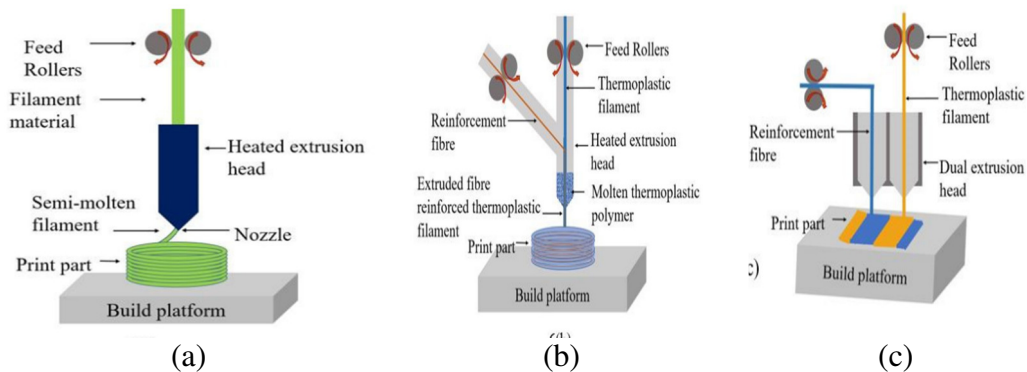 Feed
Rollers
Filament
material
Heated extrusion
head
Semi-molten
filament
Nozzle
Print part
Build platform
(a)
Feed Rollers
Thermoplastic
filament
Reinforcement
fibre
Heated extrusion
head
Extruded fibre
reinforced thermoplastic
filament
Molten thermoplastic
polymer
Print part
Build platform
(b)
Feed
Rollers
Thermoplastic
filament
Reinforcement
fibre
Dual extrusion
head
Print part
c)
Build platform
(c)